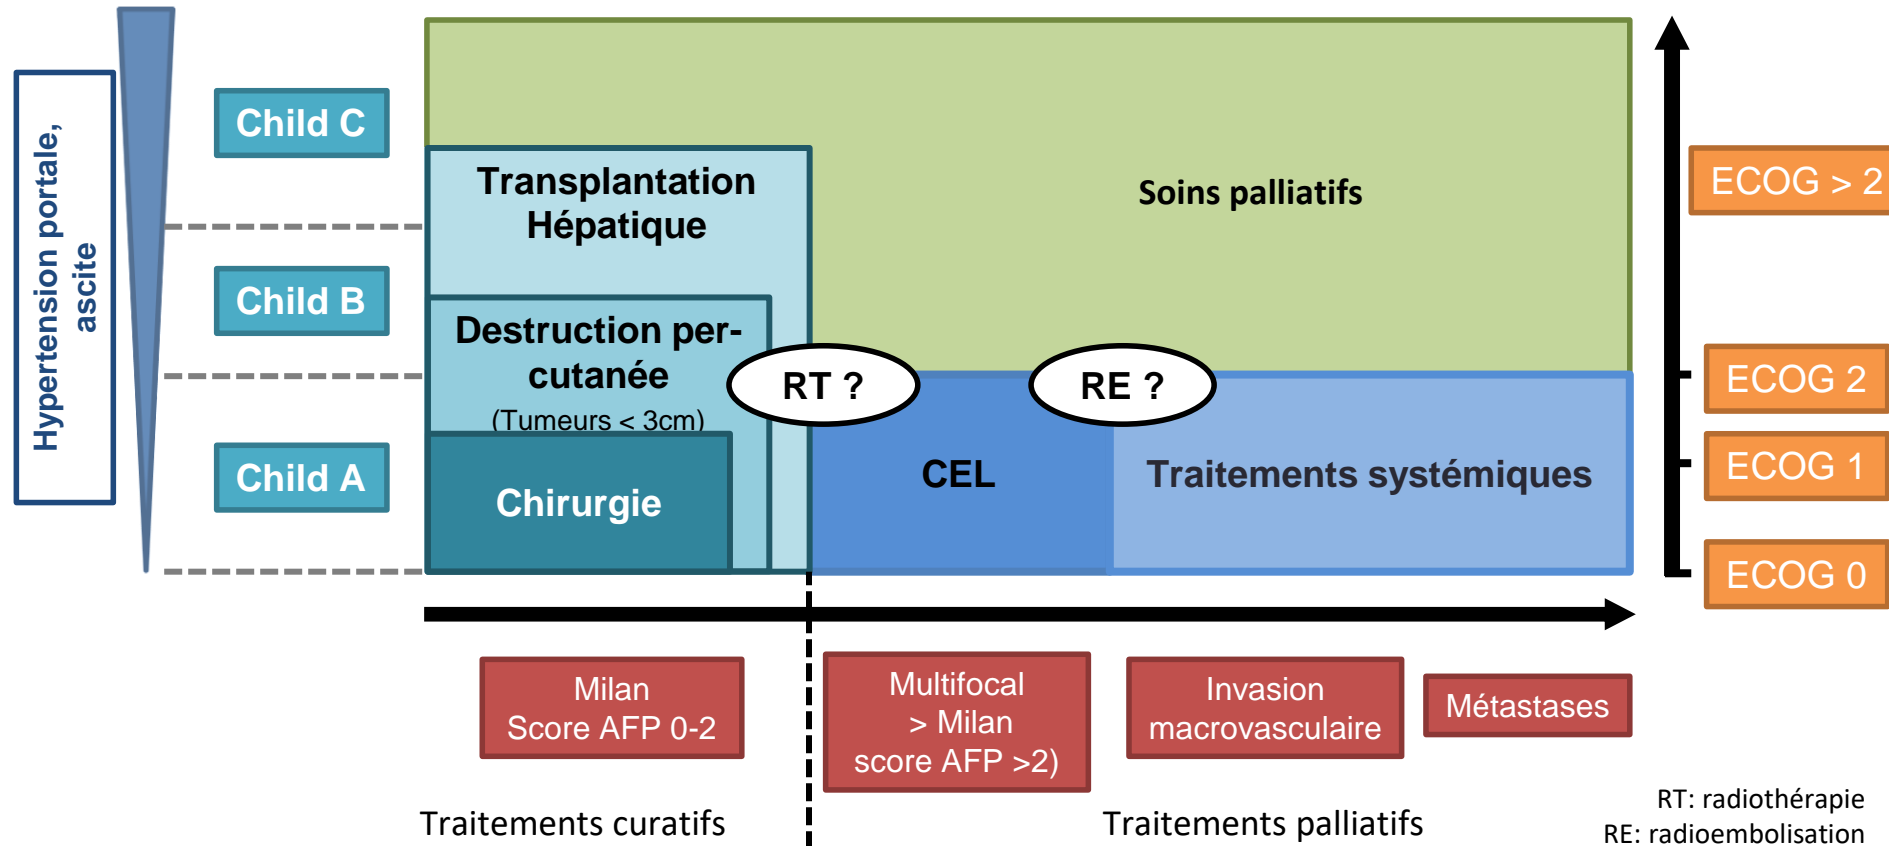 Hypertension portale,
ascite
Child C
Child B
Child A
Transplantation
Hépatique
Destruction per-
cutanée
(Tumeurs < 3cm)
Chirurgie
Soins palliatifs
RT ?
RE ?
CEL
Traitements systémiques
ECOG > 2
ECOG 2
ECOG 1
ECOG 0
Milan
Score AFP 0-2
Multifocal
> Milan
score AFP >2)
Invasion
macrovasculaire
Métastases
Traitements curatifs
Traitements palliatifs
RT: radiothérapie
RE: radioembolisation